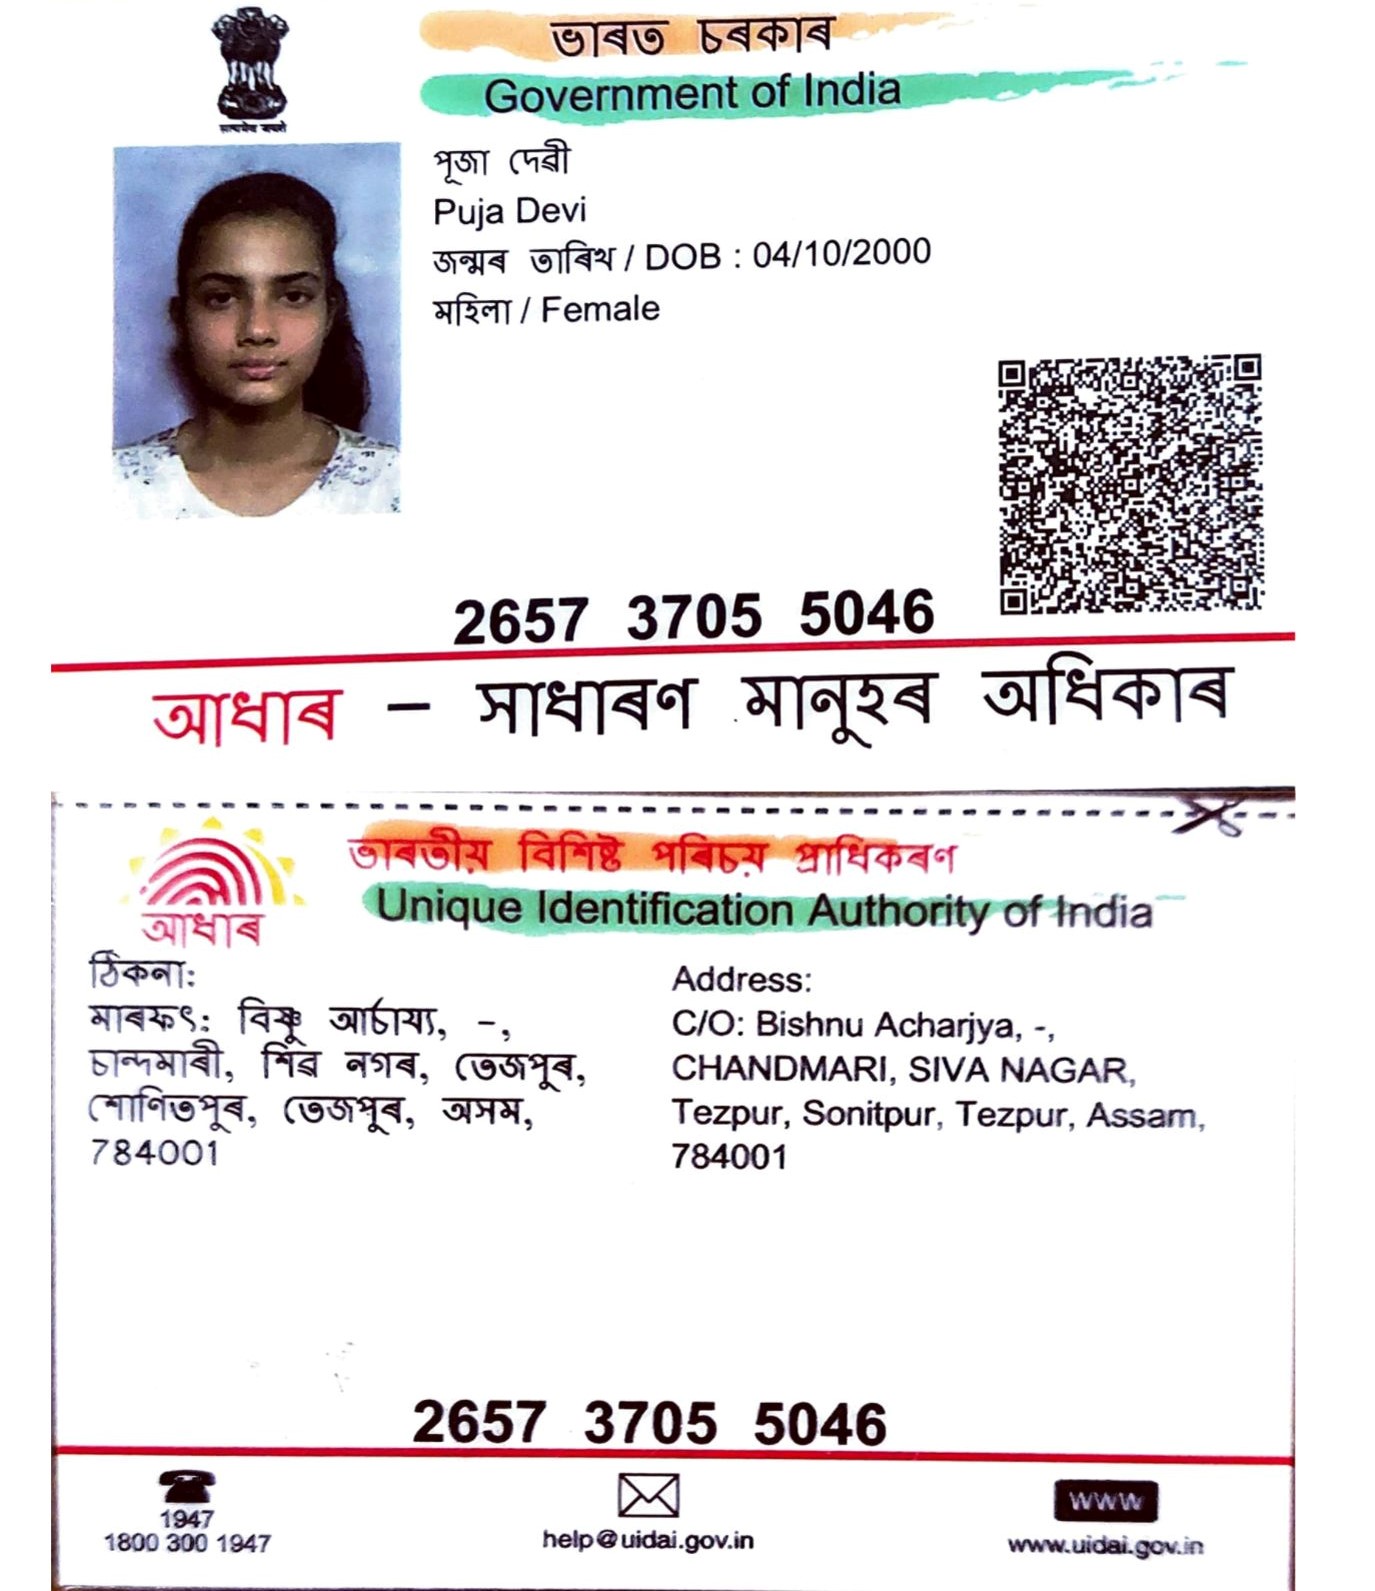 सत्यमेव जयते
ভাৰত চৰকাৰ
Government of India
পূজা দেৱী
Puja Devi
জন্মৰ তাৰিখ / DOB : 04/10/2000
মহিলা / Female
2657 3705 5046
আধাৰ – সাধাৰণ মানুহৰ অধিকাৰ
ভাৰতীয় বিশিষ্ট পৰিচয় প্ৰাধিকৰণ
Unique Identification Authority of India
আধাৰ
ঠিকনা:
মাৰফৎ: বিষ্ণু আৰ্চায্য, -,
চান্দমাৰী, শিৱ নগৰ, তেজপূৰ,
শোণিতপূৰ, তেজপূৰ, অসম,
784001
Address:
C/O: Bishnu Acharjya, -,
CHANDMARI, SIVA NAGAR,
Tezpur, Sonitpur, Tezpur, Assam,
784001
2657 3705 5046
1947
1800 300 1947
help@uidai.gov.in
www
www.uidai.gov.in